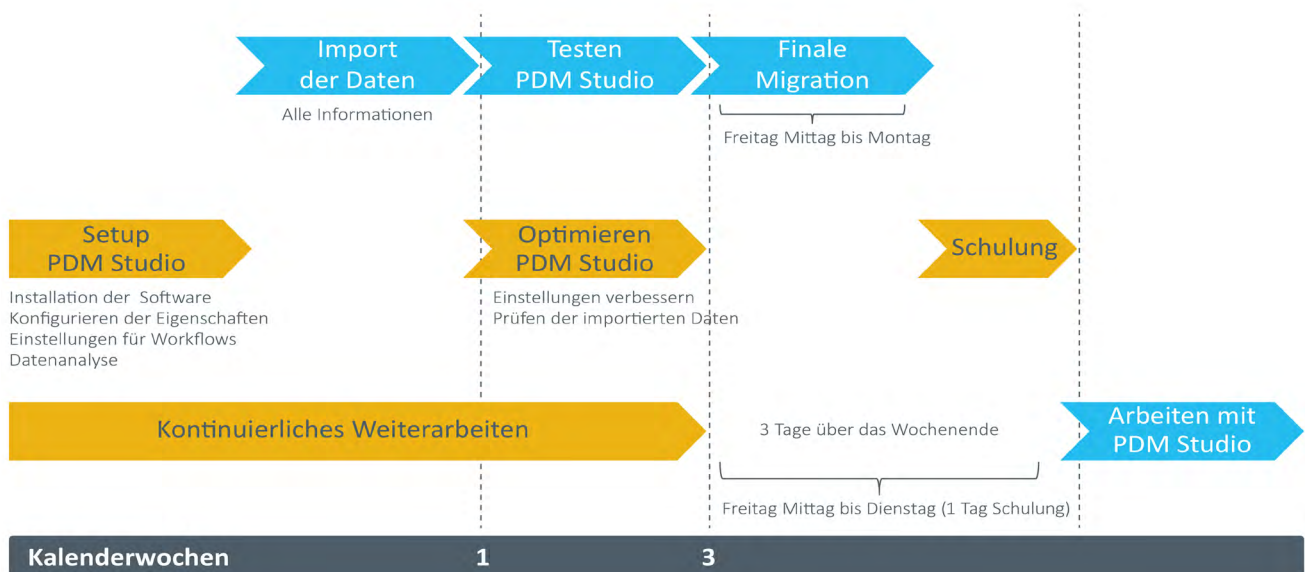 Import
der Daten
Testen
PDM Studio
Finale
Migration
Alle Informationen
Freitag Mittag bis Montag
Setup
PDM Studio
Optimieren
PDM Studio
Schulung
Installation der Software
Konfigurieren der Eigenschaften
Einstellungen für Workflows
Datenanalyse
Einstellungen verbessern
Prüfen der importierten Daten
Kontinuierliches Weiterarbeiten
3 Tage über das Wochenende
Arbeiten mit
PDM Studio
Freitag Mittag bis Dienstag (1 Tag Schulung)
Kalenderwochen 1 3